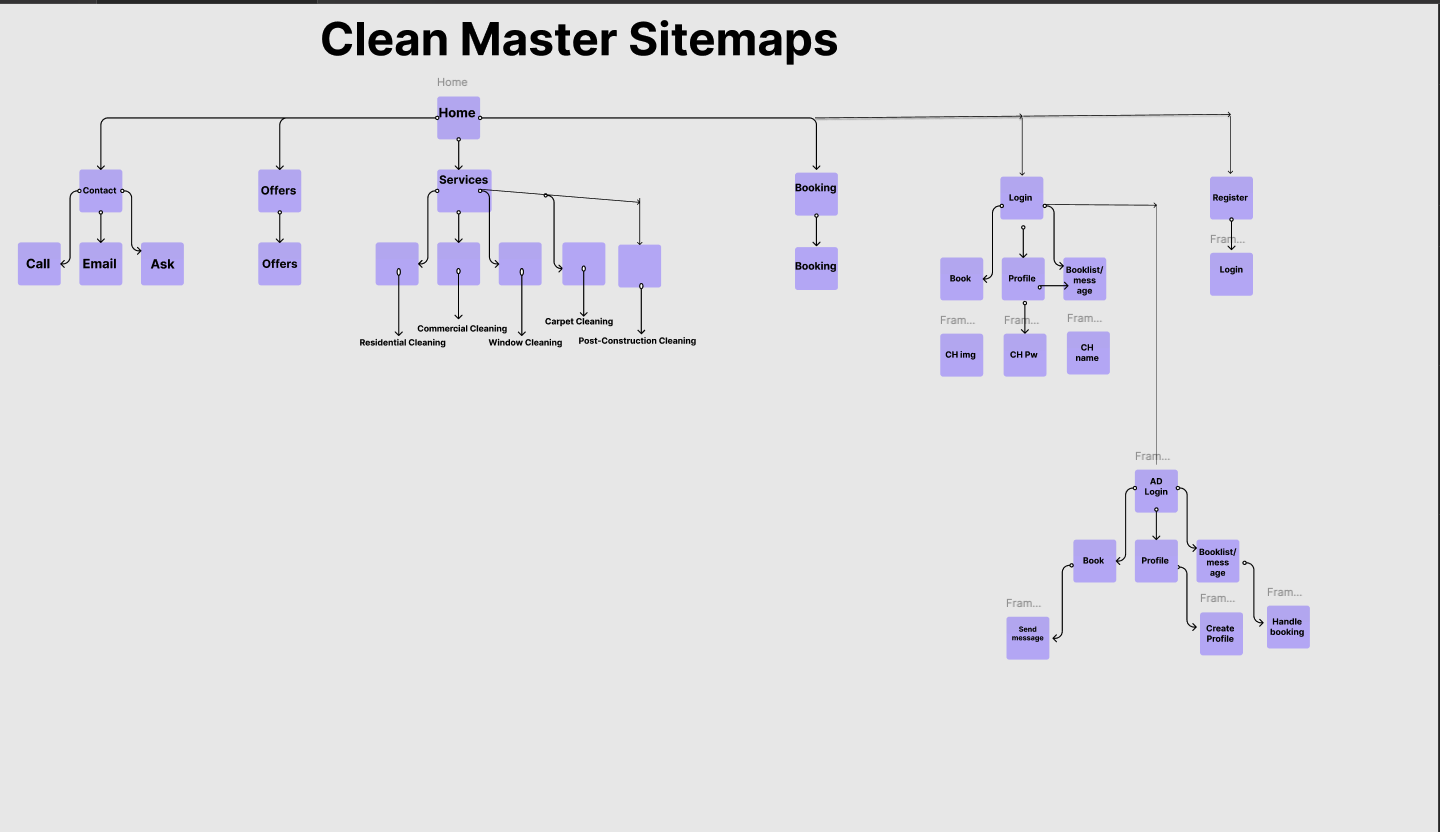 Clean Master Sitemaps
Home
Home
Contact
Offers
Services
Booking
Login
Register
Fram...
Call
Email
Ask
Offers
Booking
Book
Profile
Booklist/
mess
age
Login
Residential Cleaning
Commercial Cleaning
Window Cleaning
Carpet Cleaning
Post-Construction Cleaning
Fram...
Fram...
Fram...
CH img
CH Pw
CH
name
Fram...
AD
Login
Book
Profile
Booklist/
mess
age
Fram...
Fram...
Fram...
Send
message
Create
Profile
Handle
booking